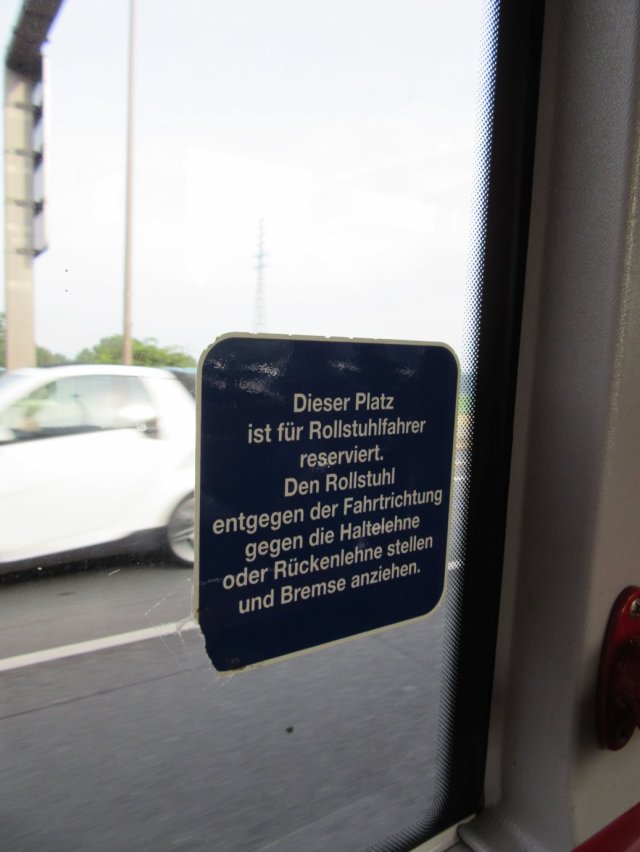 Dieser Platz
ist für Rollstuhlfahrer
reserviert.
Den Rollstuhl
entgegen der Fahrtrichtung
gegen die Haltelehne
oder Rückenlehne stellen
und Bremse anziehen.